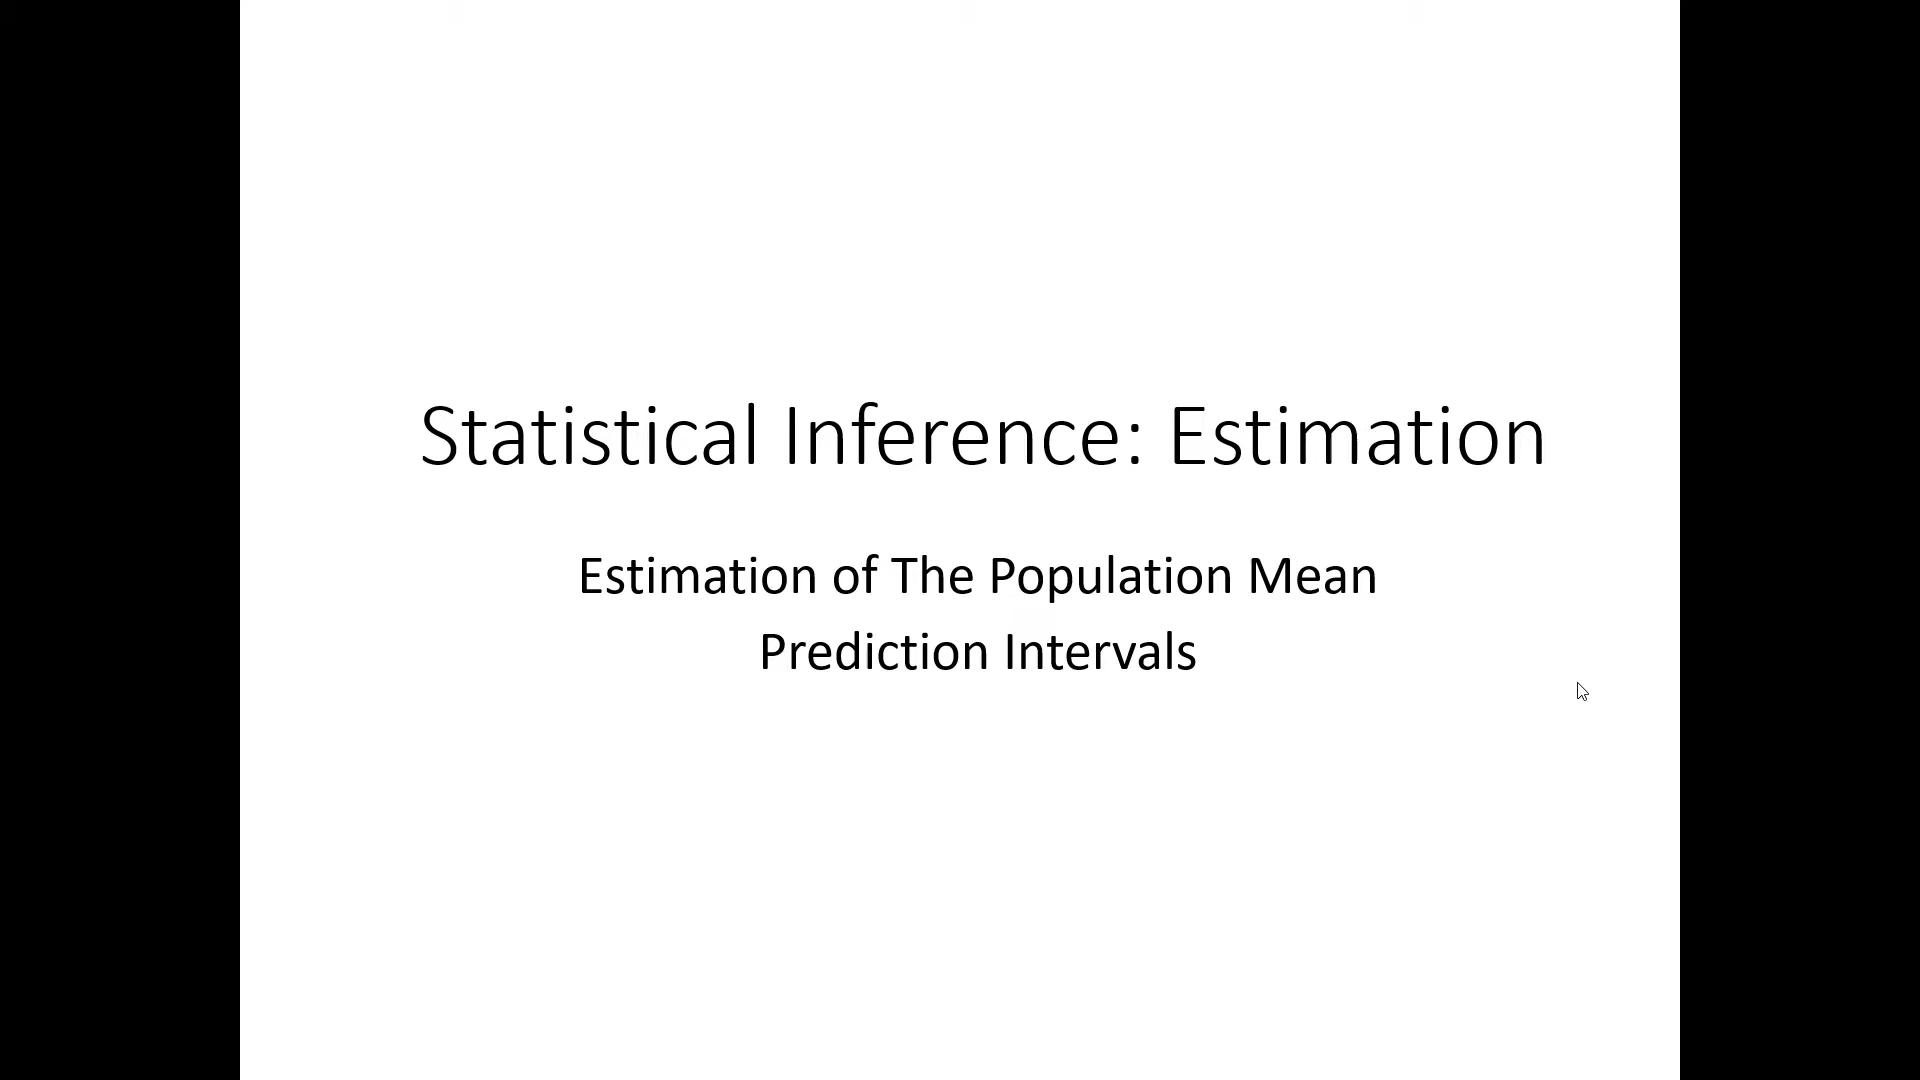 Statistical Inference: Estimation
Estimation of The Population Mean
Prediction Intervals